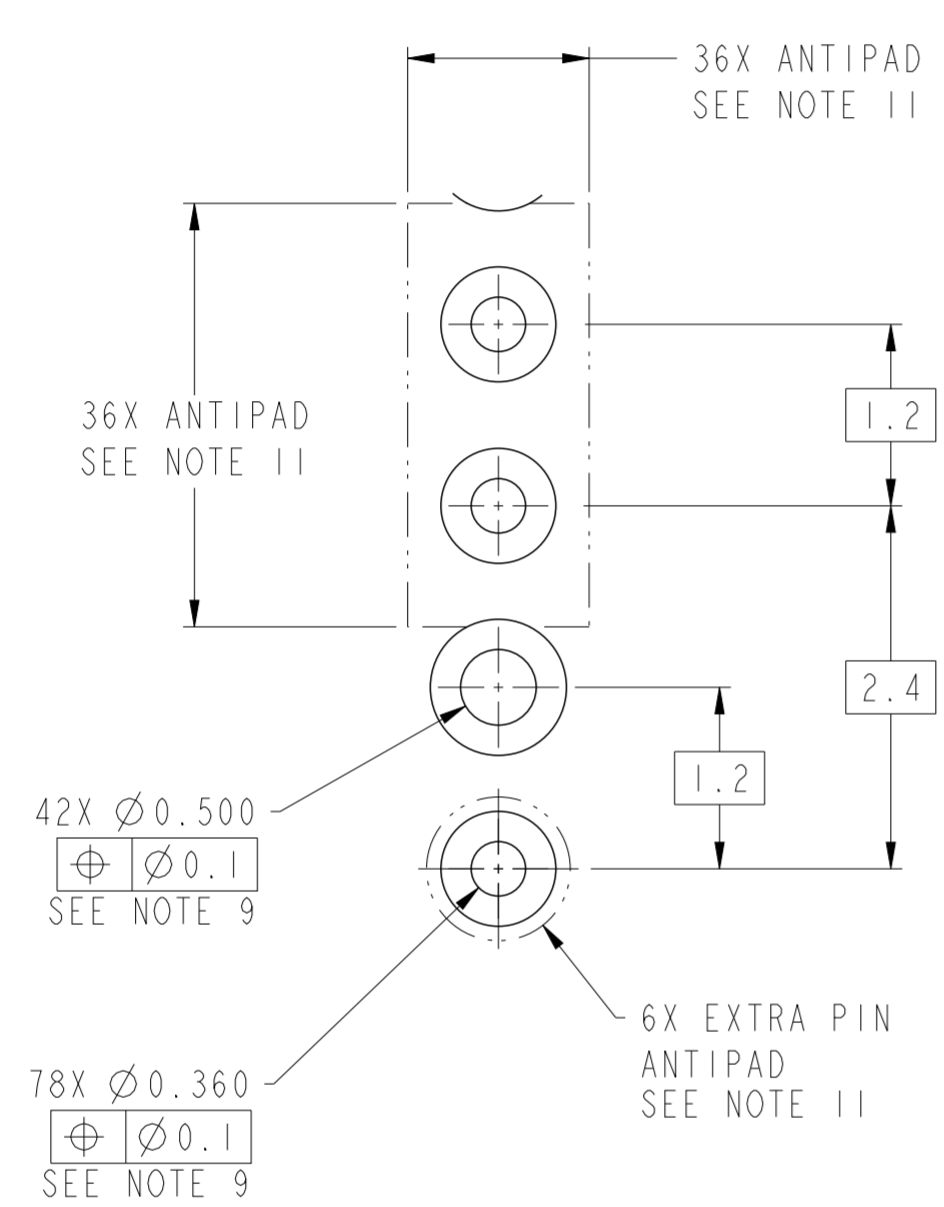 36X ANTIPAD
SEE NOTE 11
36X ANTIPAD
SEE NOTE 11
1.2
2.4
1.2
42X ∅0.500
⌖ ∅0.1
SEE NOTE 9
6X EXTRA PIN
ANTIPAD
SEE NOTE 11
78X ∅0.360
⌖ ∅0.1
SEE NOTE 9